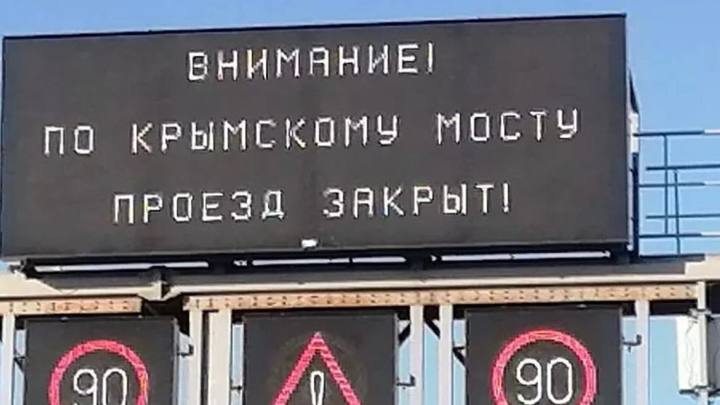 ВНИМАНИЕ!
ПО КРЫМСКОМУ МОСТУ
ПРОЕЗД ЗАКРЫТ!
90 ! 90